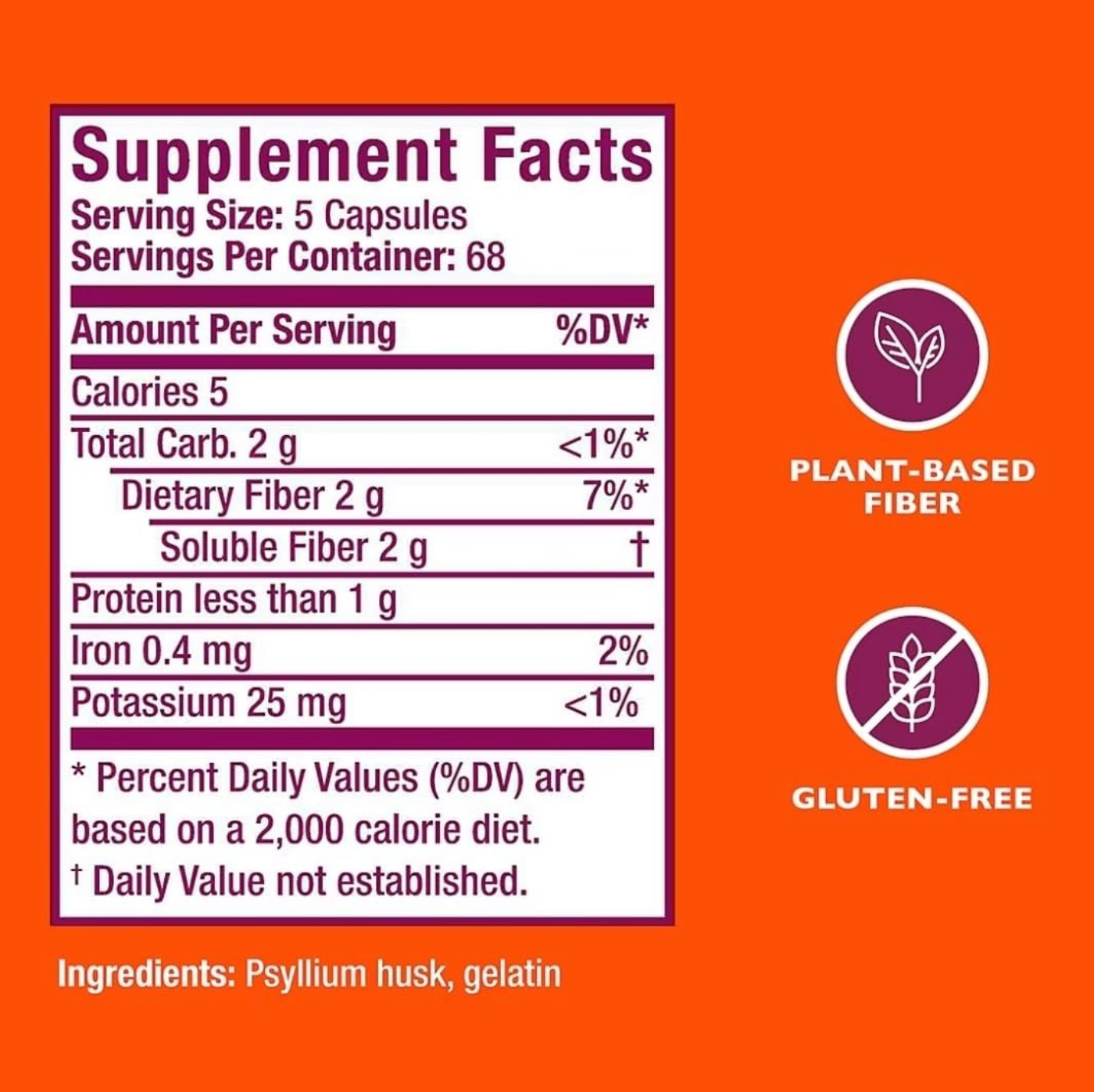 Supplement Facts
Serving Size: 5 Capsules
Servings Per Container: 68
Amount Per Serving %DV*
Calories 5
Total Carb. 2 g <1%*
Dietary Fiber 2 g 7%*
Soluble Fiber 2 g †
Protein less than 1 g
Iron 0.4 mg 2%
Potassium 25 mg <1%
* Percent Daily Values (%DV) are
based on a 2,000 calorie diet.
† Daily Value not established.
Ingredients: Psyllium husk, gelatin
PLANT-BASED
FIBER
GLUTEN-FREE